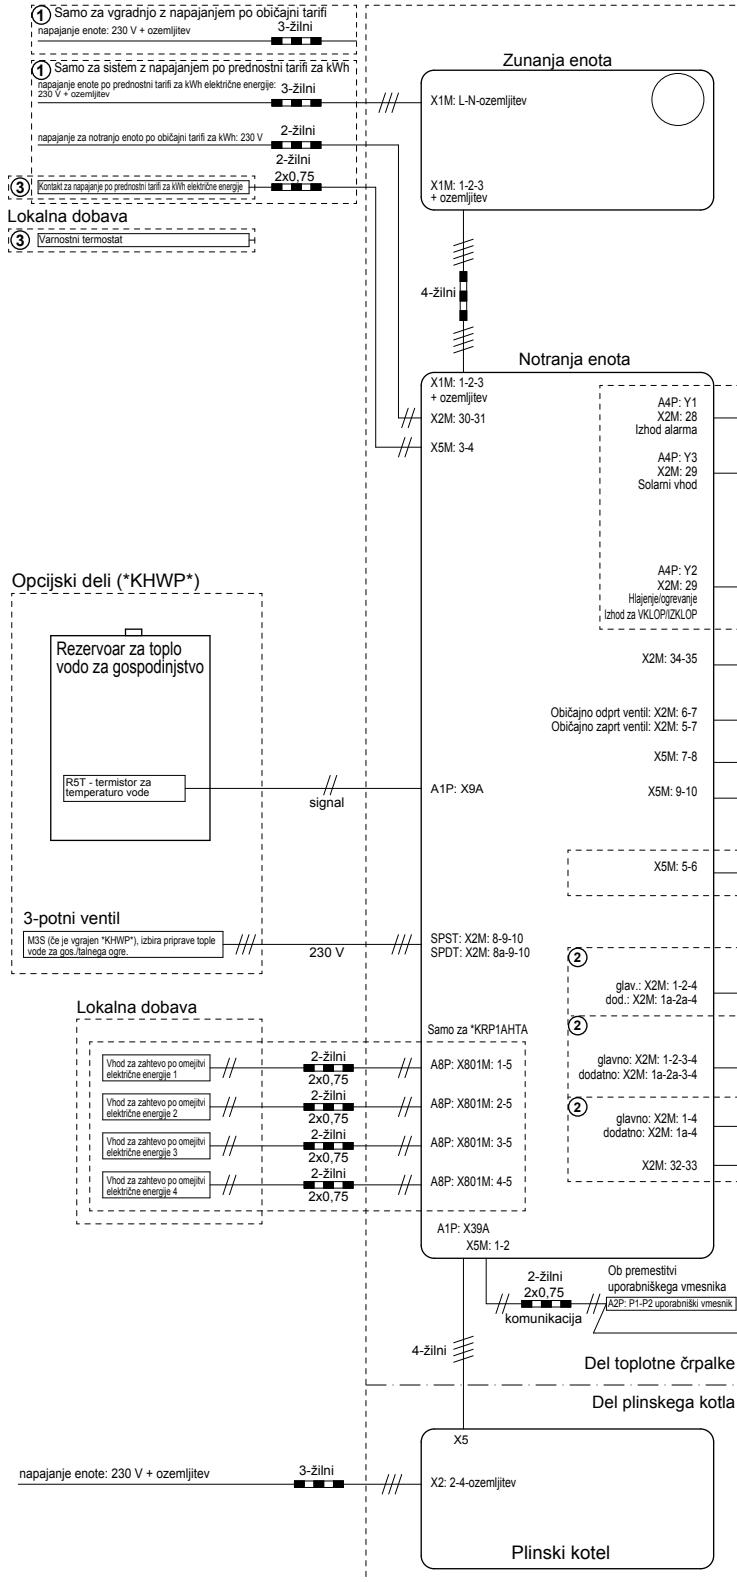 ① Samo za vgradnjo z napajanjem po običajni tarifi
napajanje enote: 230 V + ozemljitev
3-žilni
① Samo za sistem z napajanjem po prednostni tarifi za kWh
napajanje enote po prednostni tarifi za kWh električne energije:
230 V + ozemljitev
3-žilni
napajanje za notranjo enoto po običajni tarifi za kWh: 230 V
2-žilni
2-žilni
2x0,75
③ Kontakt za napajanje po prednostni tarifi za kWh električne energije
Lokalna dobava
③ Varnostni termostat
Zunanja enota
X1M: L-N-ozemljitev
X1M: 1-2-3
+ ozemljitev
4-žilni
Notranja enota
X1M: 1-2-3
+ ozemljitev
X2M: 30-31
X5M: 3-4
A4P: Y1
X2M: 28
Izhod alarma
A4P: Y3
X2M: 29
Solarni vhod
A4P: Y2
X2M: 29
Hlajenje/ogrevanje
Izhod za VKLOP/IZKLOP
X2M: 34-35
Običajno odprt ventil: X2M: 6-7
Običajno zaprt ventil: X2M: 5-7
X5M: 7-8
X5M: 9-10
X5M: 5-6
Opcijski deli (*KHWP*)
Rezervoar za toplo
vodo za gospodinjstvo
R5T - termistor za
temperaturo vode
signal
A1P: X9A
3-potni ventil
M3S (če je vgrajen *KHWP*), izbira priprave tople
vode za gos./talnega ogre.
230 V
SPST: X2M: 8-9-10
SPDT: X2M: 8a-9-10
②
glav.: X2M: 1-2-4
dod.: X2M: 1a-2a-4
②
glavno: X2M: 1-2-3-4
dodatno: X2M: 1a-2a-3-4
②
glavno: X2M: 1-4
dodatno: X2M: 1a-4
X2M: 32-33
Lokalna dobava
Samo za *KRP1AHTA
Vhod za zahtevo po omejitvi
električne energije 1
2-žilni
2x0,75
A8P: X801M: 1-5
Vhod za zahtevo po omejitvi
električne energije 2
2-žilni
2x0,75
A8P: X801M: 2-5
Vhod za zahtevo po omejitvi
električne energije 3
2-žilni
2x0,75
A8P: X801M: 3-5
Vhod za zahtevo po omejitvi
električne energije 4
2-žilni
2x0,75
A8P: X801M: 4-5
A1P: X39A
X5M: 1-2
2-žilni
2x0,75
komunikacija
Ob premestitvi
uporabniškega vmesnika
A2P: P1-P2 uporabniški vmesnik
4-žilni
Del toplotne črpalke
Del plinskega kotla
X5
napajanje enote: 230 V + ozemljitev
3-žilni
X2: 2-4-ozemljitev
Plinski kotel